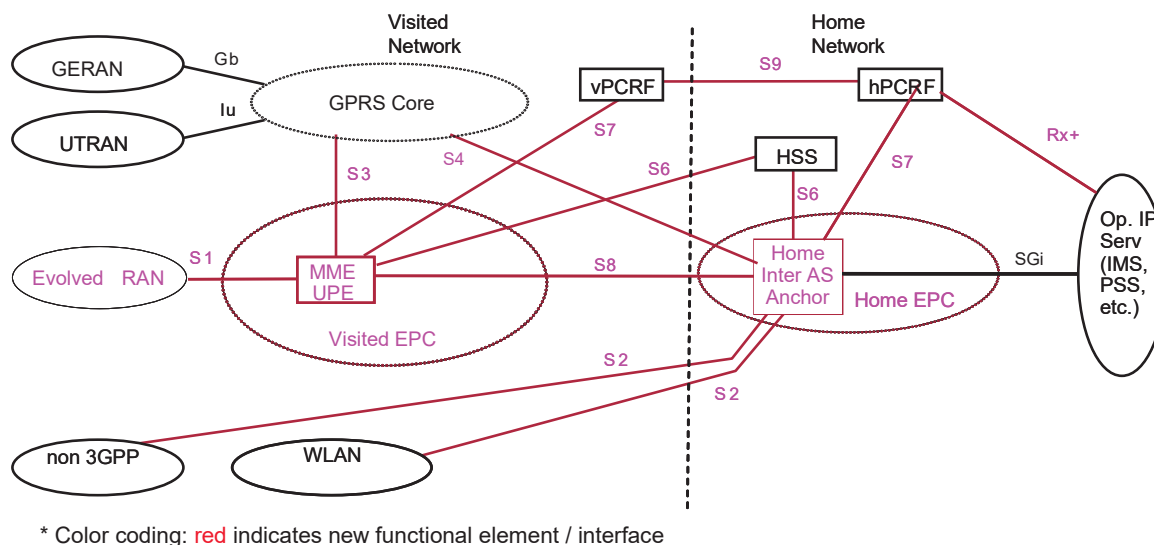 Visited
Network
Home
Network
Gb
GERAN
GPRS Core
vPCRF
S9
hPCRF
Iu
UTRAN
S7
Rx+
S4
S3
S6
HSS
S7
S6
Op. IP
Serv
(IMS,
PSS,
etc.)
S1
Evolved RAN
MME
UPE
S8
Home
Inter AS
Anchor
SGi
Home EPC
Visited EPC
S2
S2
non 3GPP
WLAN
* Color coding: red indicates new functional element / interface